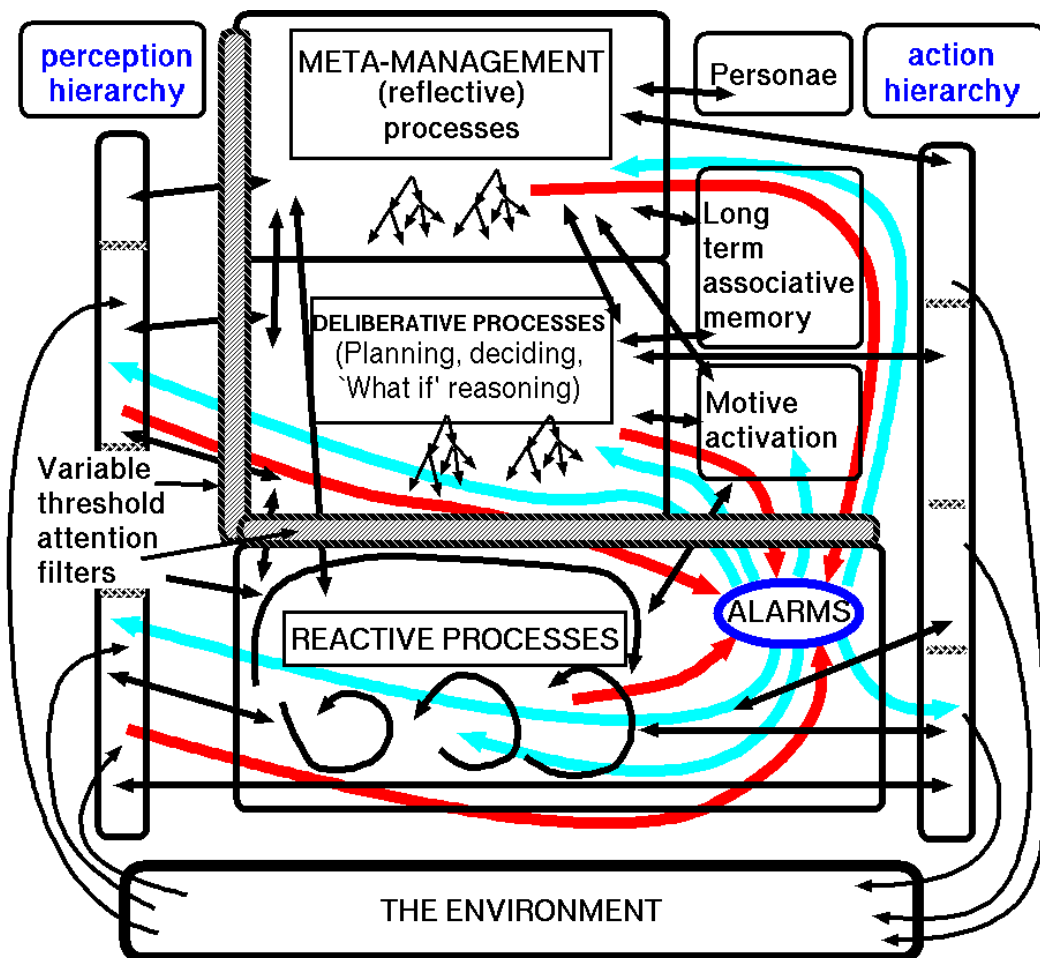 perception
hierarchy
META-MANAGEMENT
(reflective)
processes
Personae
action
hierarchy
Long
term
associative
memory
DELIBERATIVE PROCESSES
(Planning, deciding,
`What if' reasoning)
Motive
activation
Variable
threshold
attention
filters
ALARMS
REACTIVE PROCESSES
THE ENVIRONMENT